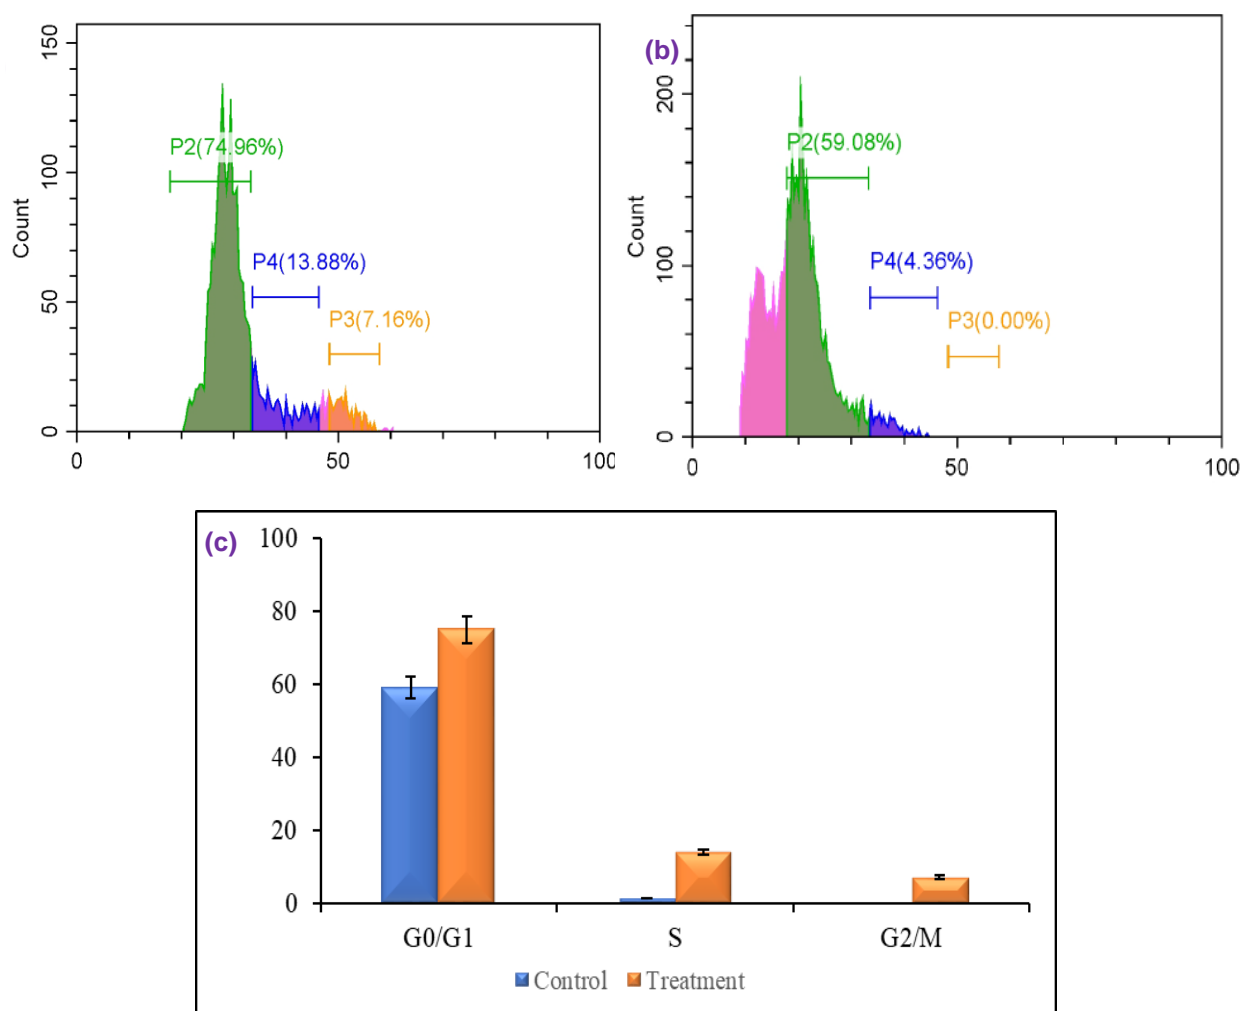 150
100
50
0
Count
P2(74.96%)
P4(13.88%)
P3(7.16%)
0
50
100
(b)
200
100
0
Count
P2(59.08%)
P4(4.36%)
P3(0.00%)
0
50
100
(c)
100
80
60
40
20
0
G0/G1 S G2/M
Control Treatment